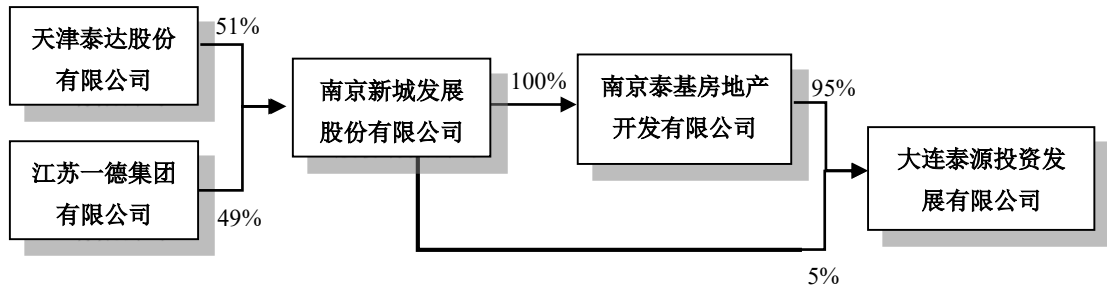 天津泰达股份
有限公司
51%
江苏一德集团
有限公司
49%
南京新城发展
股份有限公司
100%
南京泰基房地产
开发有限公司
95%
5%
大连泰源投资发
展有限公司